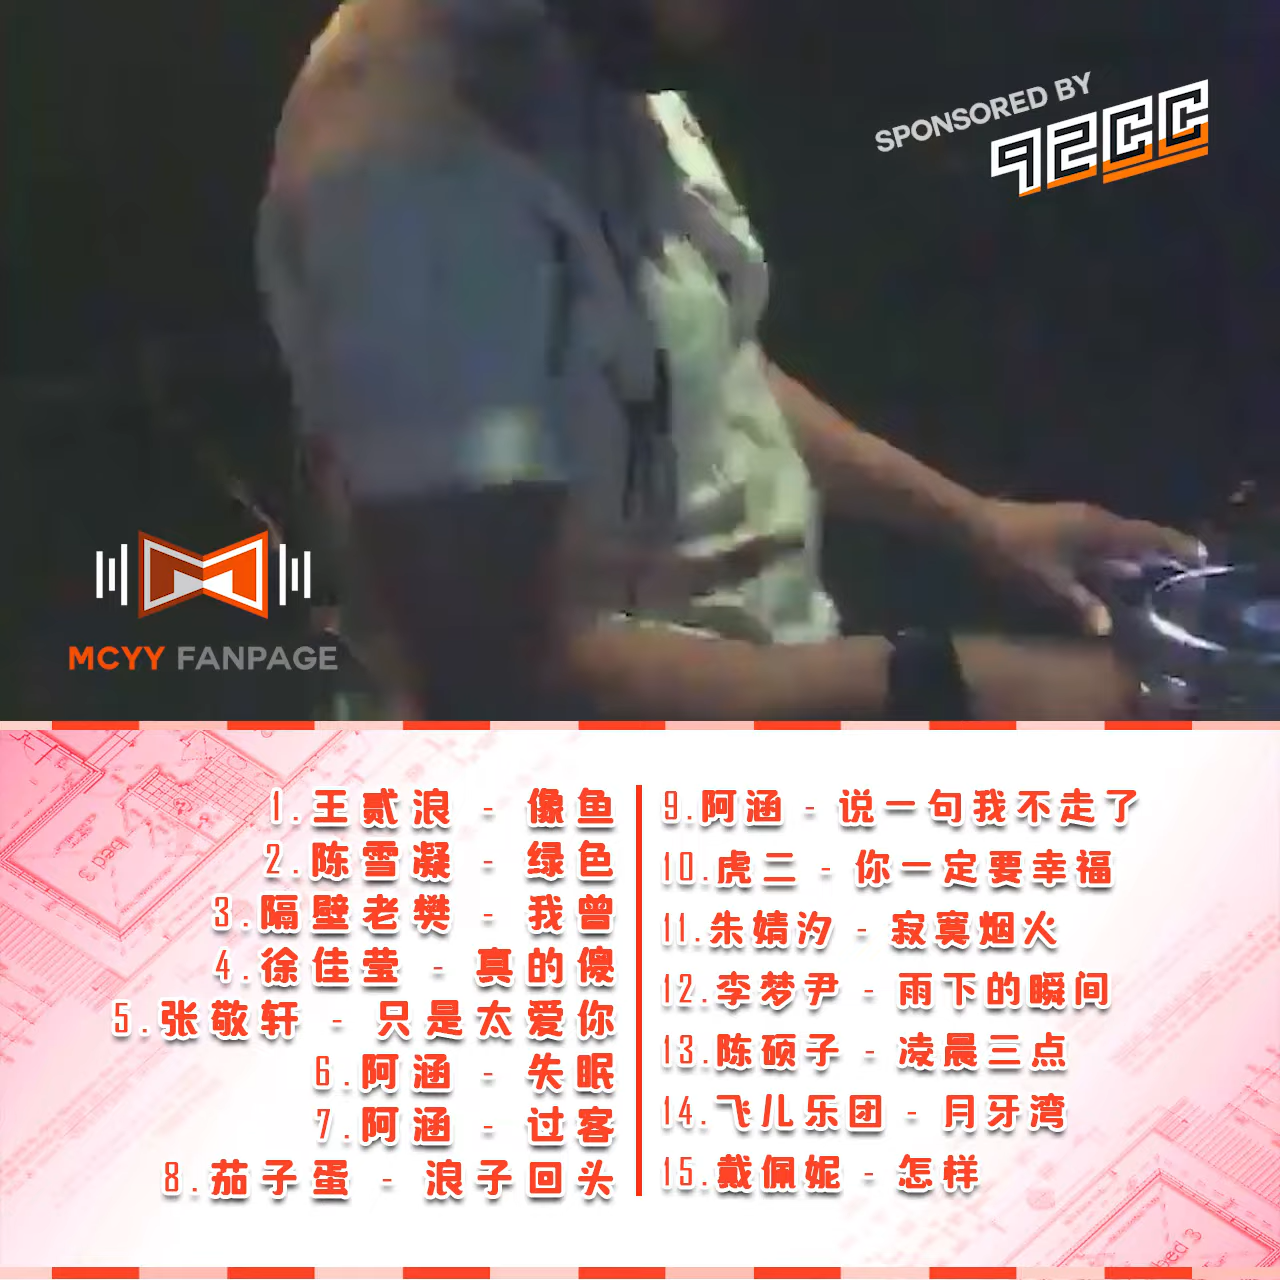 SPONSORED BY
92CC
MCYY FANPAGE
1.王贰浪 - 像鱼
2.陈雪凝 - 绿色
3.隔壁老樊 - 我曾
4.徐佳莹 - 真的傻
5.张敬轩 - 只是太爱你
6.阿涵 - 失眠
7.阿涵 - 过客
8.茄子蛋 - 浪子回头
9.阿涵 - 说一句我不走了
10.虎二 - 你一定要幸福
11.朱婧汐 - 寂寞烟火
12.李梦尹 - 雨下的瞬间
13.陈硕子 - 凌晨三点
14.飞儿乐团 - 月牙湾
15.戴佩妮 - 怎样
bed 3